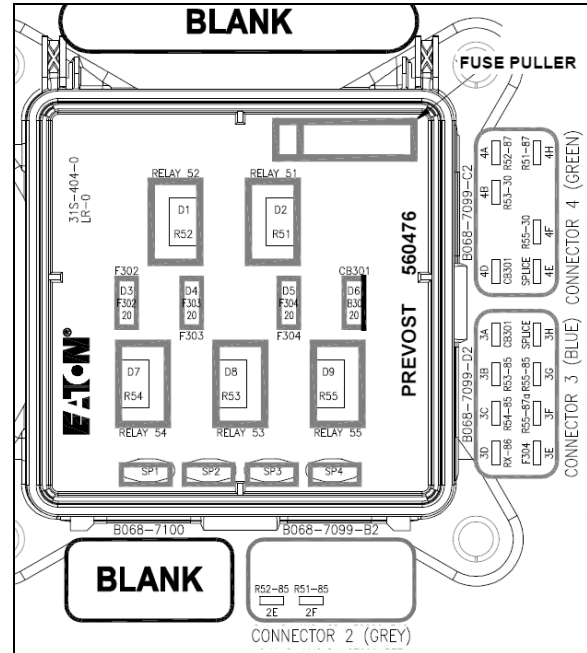 BLANK
FUSE PULLER
31S-404-0
LR-0
RELAY 52
RELAY 51
D1
R52
D2
R51
F302
CB301
D3
F302
20
D4
F303
20
D5
F304
20
D6
B30
20
F303
F304
EATON®
PREVOST 560476
D7
R54
D8
R53
D9
R55
RELAY 54
RELAY 53
RELAY 55
SP1
SP2
SP3
SP4
B068-7099-C2
4A
R52-87
R51-87
4H
4B
R53-30
R55-30
4F
4D
CB301
SPLICE
4E
CONNECTOR 4 (GREEN)
B068-7099-D2
3A
CB301
SPLICE
3H
3B
R53-85
R55-85
3G
3C
R54-85
R55-87a
3F
3D
RX-86
F304
3E
CONNECTOR 3 (BLUE)
B068-7100
B068-7099-B2
BLANK
R52-85
R51-85
2E
2F
CONNECTOR 2 (GREY)